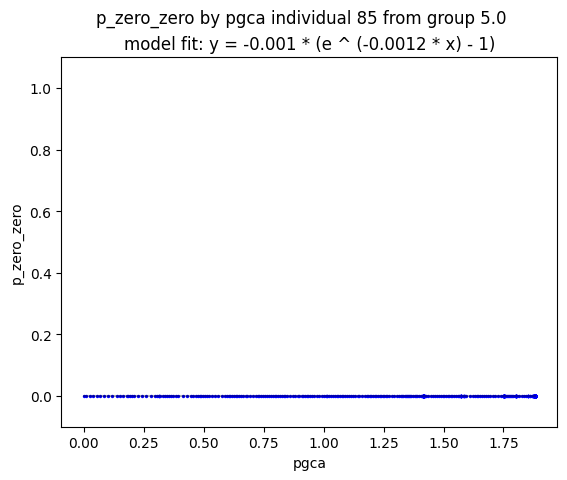 p_zero_zero by pgca individual 85 from group 5.0
model fit: y = -0.001 * (e ^ (-0.0012 * x) - 1)
1.0
0.8
0.6
0.4
0.2
0.0
p_zero_zero
0.00 0.25 0.50 0.75 1.00 1.25 1.50 1.75
pgca